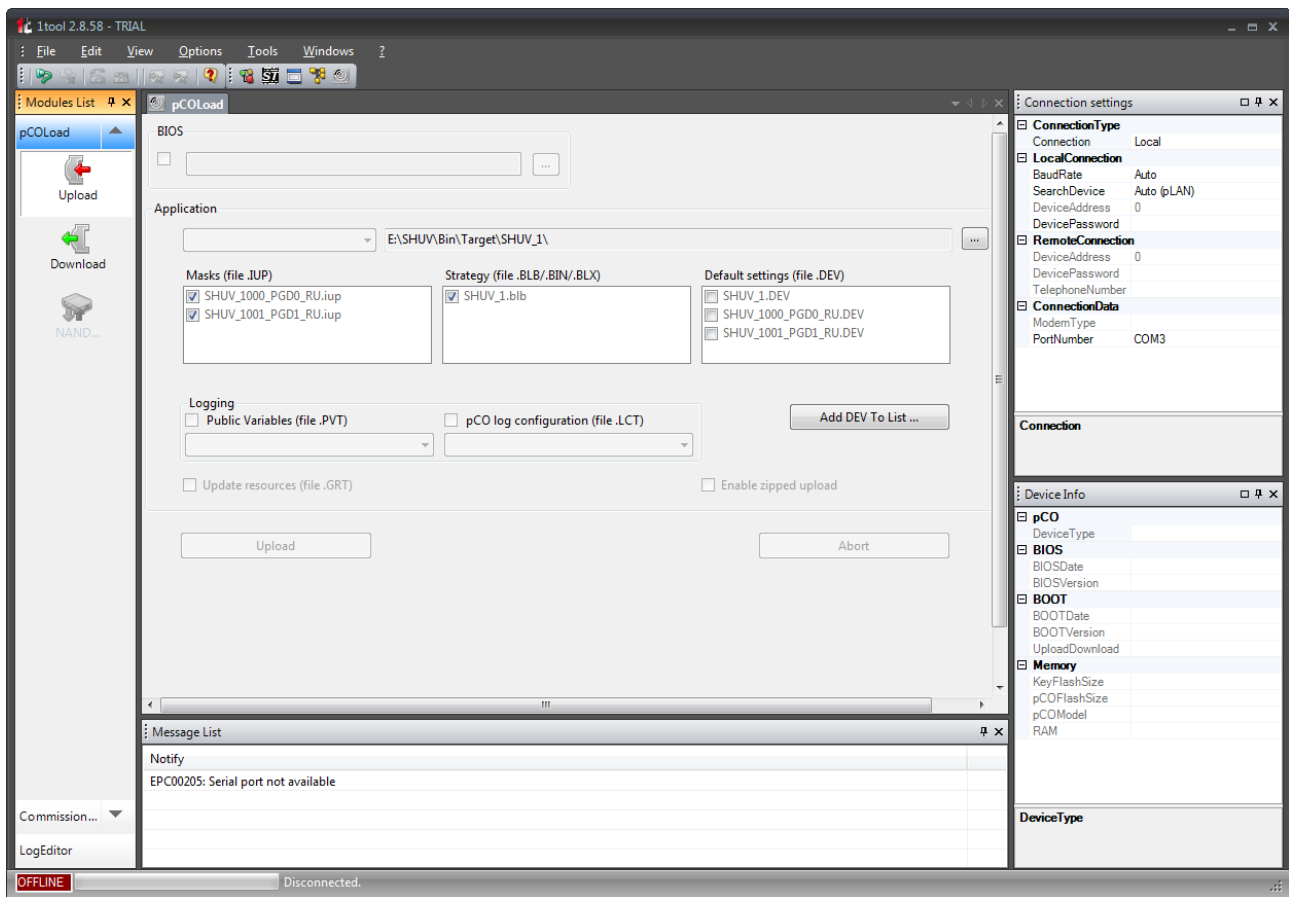 1tool 2.8.58 - TRIAL
File Edit View Options Tools Windows ?
Modules List
pCOLoad
Upload
Download
NAND...
Commission...
LogEditor
pCOLoad
BIOS
...
Application
E:\SHUV\Bin\Target\SHUV_1\ ...
Masks (file .IUP) Strategy (file .BLB/.BIN/.BLX) Default settings (file .DEV)
SHUV_1000_PGD0_RU.iup SHUV_1.blb SHUV_1.DEV
SHUV_1001_PGD1_RU.iup SHUV_1000_PGD0_RU.DEV
SHUV_1001_PGD1_RU.DEV
Logging
Public Variables (file .PVT) pCO log configuration (file .LCT) Add DEV To List ...
Update resources (file .GRT) Enable zipped upload
Upload Abort
Message List
Notify
EPC00205: Serial port not available
Connection settings
ConnectionType
Connection Local
LocalConnection
BaudRate Auto
SearchDevice Auto (pLAN)
DeviceAddress 0
DevicePassword
RemoteConnection
DeviceAddress 0
DevicePassword
TelephoneNumber
ConnectionData
ModemType
PortNumber COM3
Connection
Device Info
pCO
DeviceType
BIOS
BIOSDate
BIOSVersion
BOOT
BOOTDate
BOOTVersion
UploadDownload
Memory
KeyFlashSize
pCOFlashSize
pCOModel
RAM
DeviceType
OFFLINE Disconnected.